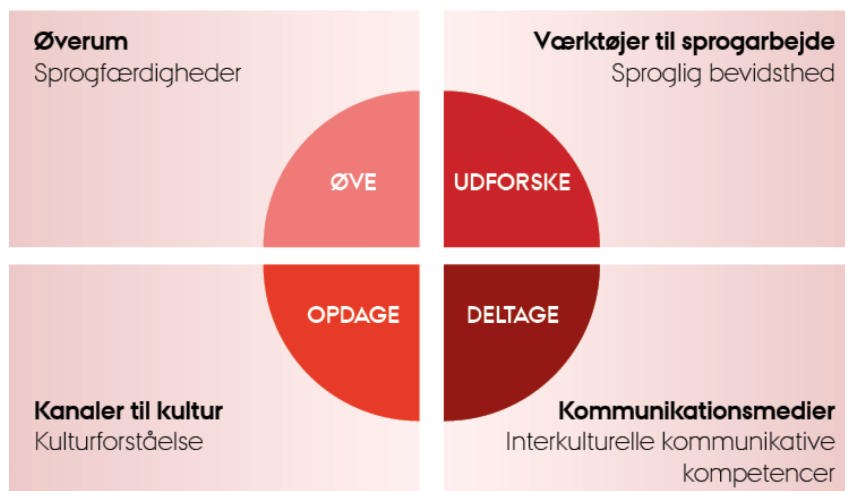 Øverum
Sprogfærdigheder
Værktøjer til sprogarbejde
Sproglig bevidsthed
ØVE
UDFORSKE
OPDAGE
DELTAGE
Kanaler til kultur
Kulturforståelse
Kommunikationsmedier
Interkulturelle kommunikative
kompetencer